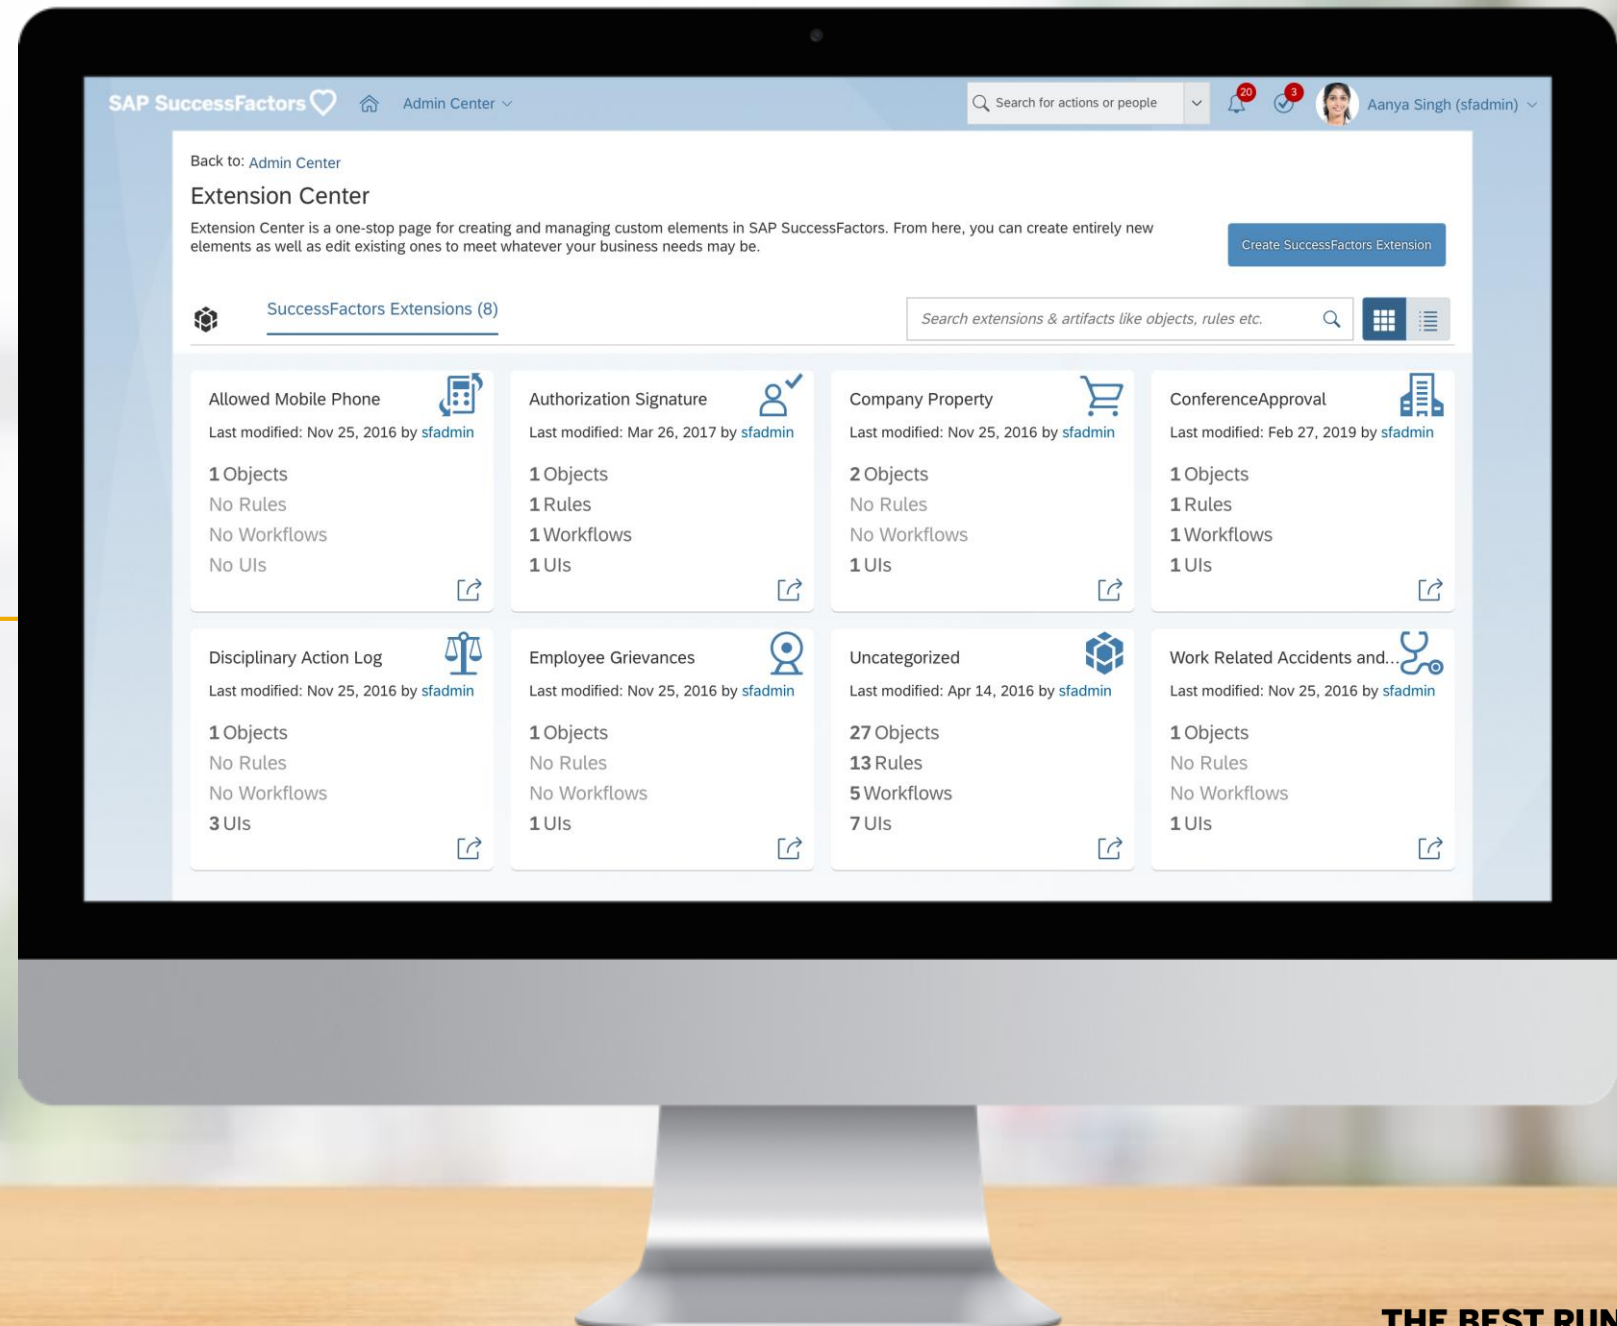 SAP SuccessFactors
Admin Center
Search for actions or people
20
3
Aanya Singh (sfadmin)
Back to: Admin Center
Extension Center
Extension Center is a one-stop page for creating and managing custom elements in SAP SuccessFactors. From here, you can create entirely new
elements as well as edit existing ones to meet whatever your business needs may be.
Create SuccessFactors Extension
SuccessFactors Extensions (8)
Search extensions & artifacts like objects, rules etc.
Allowed Mobile Phone
Last modified: Nov 25, 2016 by sfadmin
1 Objects
No Rules
No Workflows
No UIs
Authorization Signature
Last modified: Mar 26, 2017 by sfadmin
1 Objects
1 Rules
1 Workflows
1 UIs
Company Property
Last modified: Nov 25, 2016 by sfadmin
2 Objects
No Rules
No Workflows
1 UIs
ConferenceApproval
Last modified: Feb 27, 2019 by sfadmin
1 Objects
1 Rules
1 Workflows
1 UIs
Disciplinary Action Log
Last modified: Nov 25, 2016 by sfadmin
1 Objects
No Rules
No Workflows
3 UIs
Employee Grievances
Last modified: Nov 25, 2016 by sfadmin
1 Objects
No Rules
No Workflows
1 UIs
Uncategorized
Last modified: Apr 14, 2016 by sfadmin
27 Objects
13 Rules
5 Workflows
7 UIs
Work Related Accidents and...
Last modified: Nov 25, 2016 by sfadmin
1 Objects
No Rules
No Workflows
1 UIs
THE BEST RUN